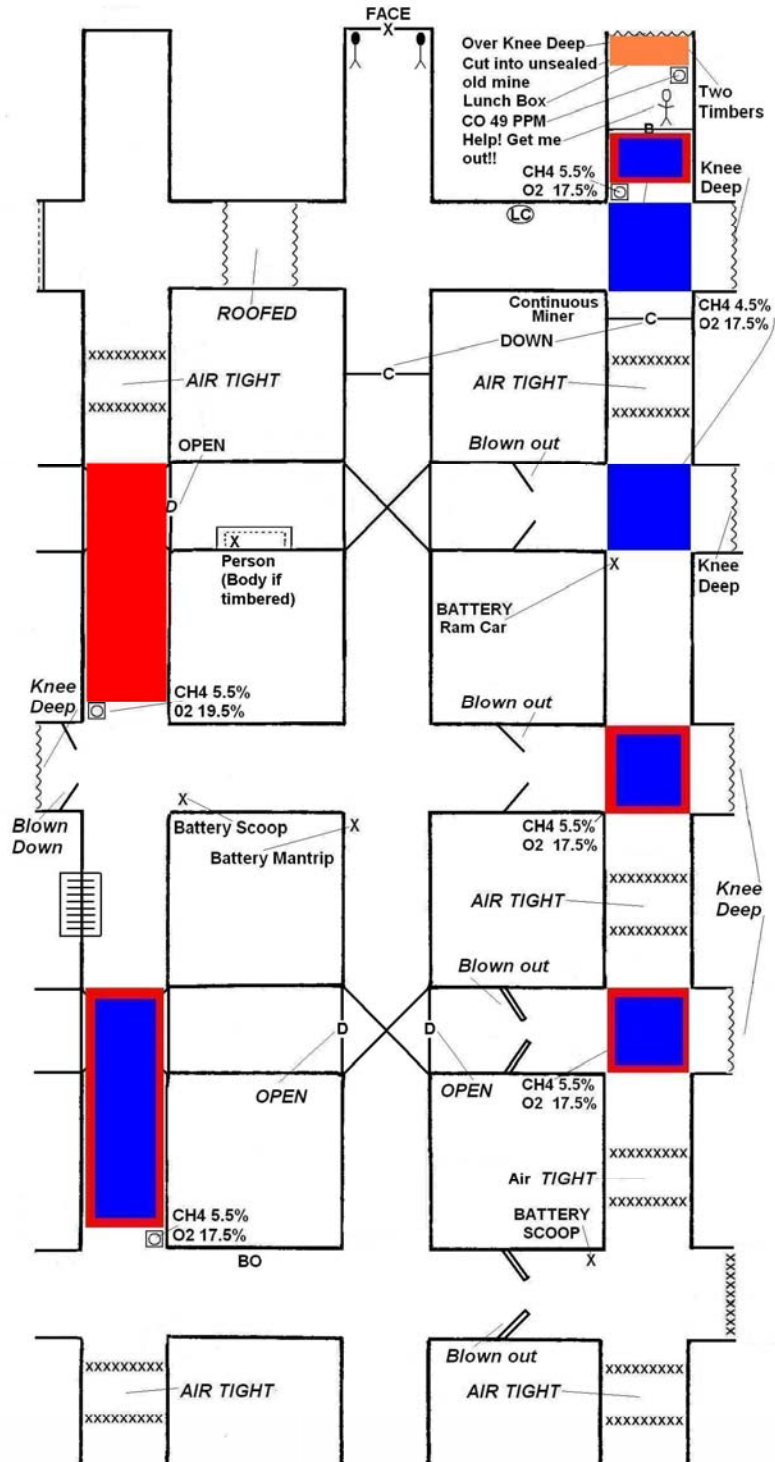 FACE
X
Over Knee Deep
Cut into unsealed
old mine
Lunch Box
CO 49 PPM
Help! Get me
out!!
Two
Timbers
B
CH4 5.5%
O2 17.5%
Knee
Deep
LC
ROOFED
Continuous
Miner
CH4 4.5%
O2 17.5%
DOWN
C
C
XXXXXXXXX
AIR TIGHT
XXXXXXXXX
XXXXXXXXX
AIR TIGHT
XXXXXXXXX
OPEN
Blown out
D
X
Person
(Body if
timbered)
X
Knee
Deep
BATTERY
Ram Car
Knee
Deep
CH4 5.5%
02 19.5%
Blown out
Blown
Down
X
Battery Scoop
X
Battery Mantrip
CH4 5.5%
O2 17.5%
XXXXXXXXX
AIR TIGHT
XXXXXXXXX
Knee
Deep
Blown out
D
D
OPEN
OPEN
CH4 5.5%
O2 17.5%
XXXXXXXXX
Air TIGHT
XXXXXXXXX
CH4 5.5%
O2 17.5%
BATTERY
SCOOP
X
BO
XXXXXXXXXX
Blown out
XXXXXXXXX
AIR TIGHT
XXXXXXXXX
XXXXXXXXX
AIR TIGHT
XXXXXXXXX